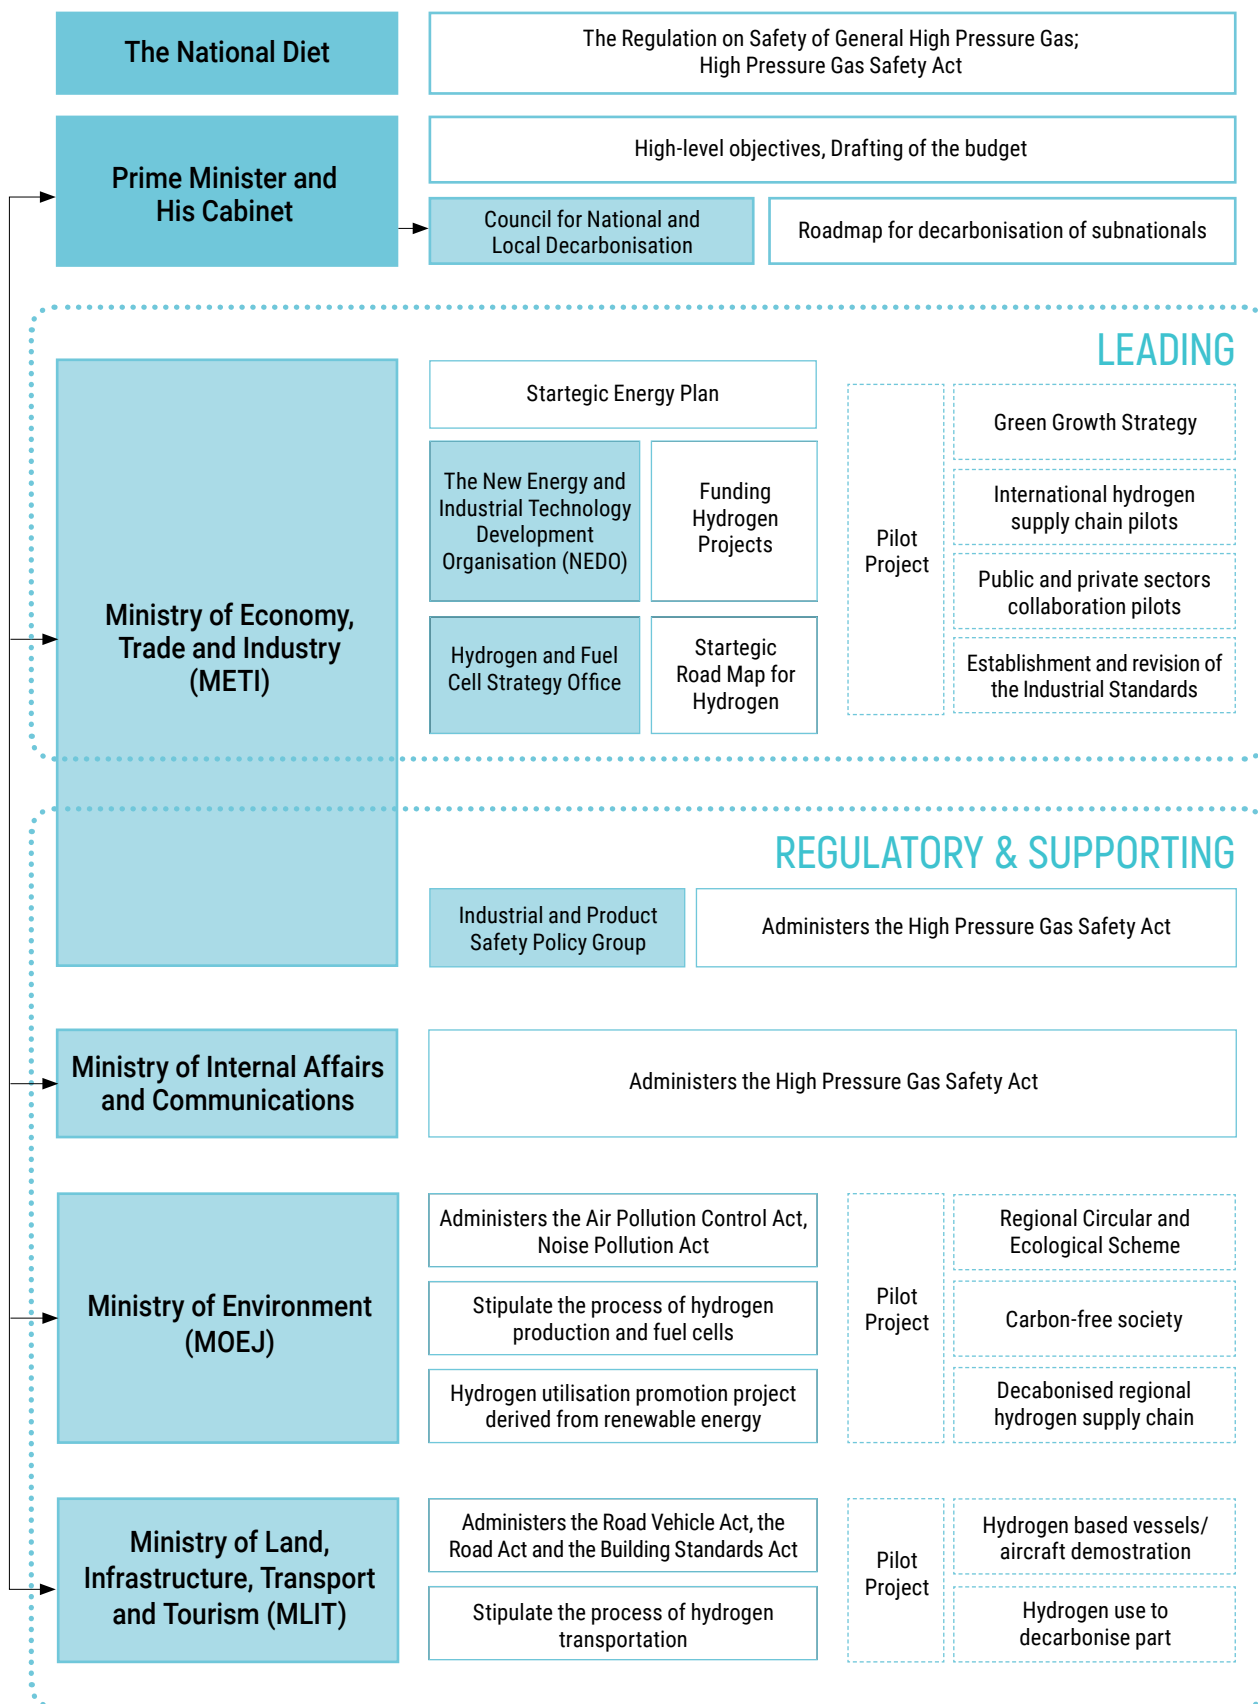 The National Diet
The Regulation on Safety of General High Pressure Gas;
High Pressure Gas Safety Act
Prime Minister and
His Cabinet
High-level objectives, Drafting of the budget
Council for National and
Local Decarbonisation
Roadmap for decarbonisation of subnationals
LEADING
Ministry of Economy,
Trade and Industry
(METI)
Startegic Energy Plan
The New Energy and
Industrial Technology
Development
Organisation (NEDO)
Funding
Hydrogen
Projects
Hydrogen and Fuel
Cell Strategy Office
Startegic
Road Map for
Hydrogen
Pilot
Project
Green Growth Strategy
International hydrogen
supply chain pilots
Public and private sectors
collaboration pilots
Establishment and revision of
the Industrial Standards
REGULATORY & SUPPORTING
Industrial and Product
Safety Policy Group
Administers the High Pressure Gas Safety Act
Ministry of Internal Affairs
and Communications
Administers the High Pressure Gas Safety Act
Ministry of Environment
(MOEJ)
Administers the Air Pollution Control Act,
Noise Pollution Act
Stipulate the process of hydrogen
production and fuel cells
Hydrogen utilisation promotion project
derived from renewable energy
Pilot
Project
Regional Circular and
Ecological Scheme
Carbon-free society
Decabonised regional
hydrogen supply chain
Ministry of Land,
Infrastructure, Transport
and Tourism (MLIT)
Administers the Road Vehicle Act, the
Road Act and the Building Standards Act
Stipulate the process of hydrogen
transportation
Pilot
Project
Hydrogen based vessels/
aircraft demostration
Hydrogen use to
decarbonise part